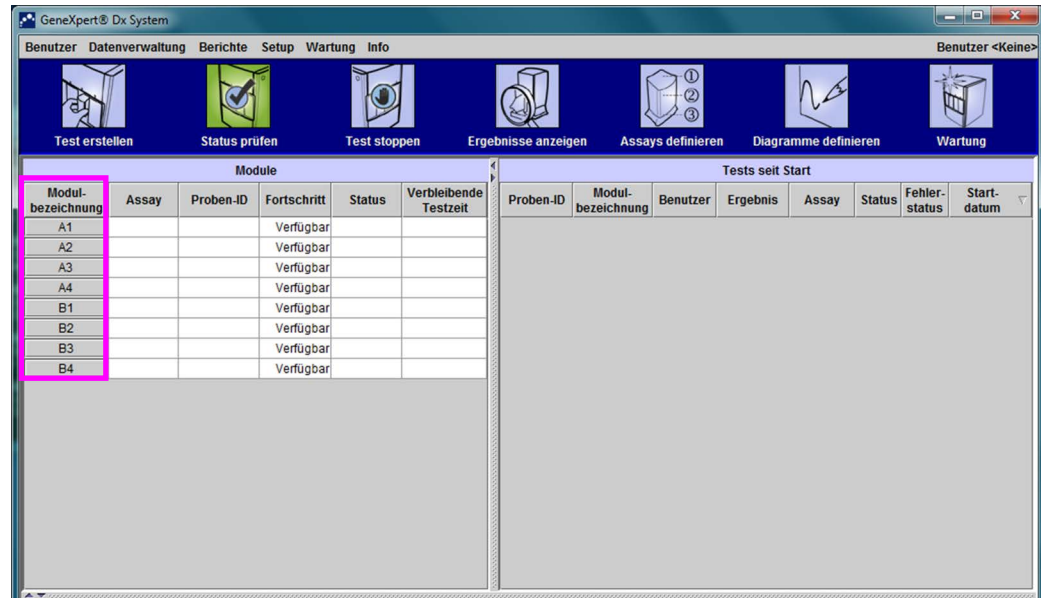 GeneXpert® Dx System
Benutzer Datenverwaltung Berichte Setup Wartung Info Benutzer <Keine>
Test erstellen Status prüfen Test stoppen Ergebnisse anzeigen Assays definieren Diagramme definieren Wartung
Module Tests seit Start
Modul-
bezeichnung Assay Proben-ID Fortschritt Status Verbleibende
Testzeit
Proben-ID Modul-
bezeichnung Benutzer Ergebnis Assay Status Fehler-
status Start-
datum
A1 Verfügbar
A2 Verfügbar
A3 Verfügbar
A4 Verfügbar
B1 Verfügbar
B2 Verfügbar
B3 Verfügbar
B4 Verfügbar